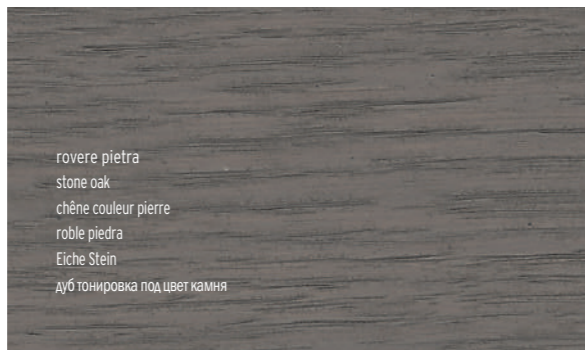 rovere pietra
stone oak
chêne couleur pierre
roble piedra
Eiche Stein
дуб тонировка под цвет камня